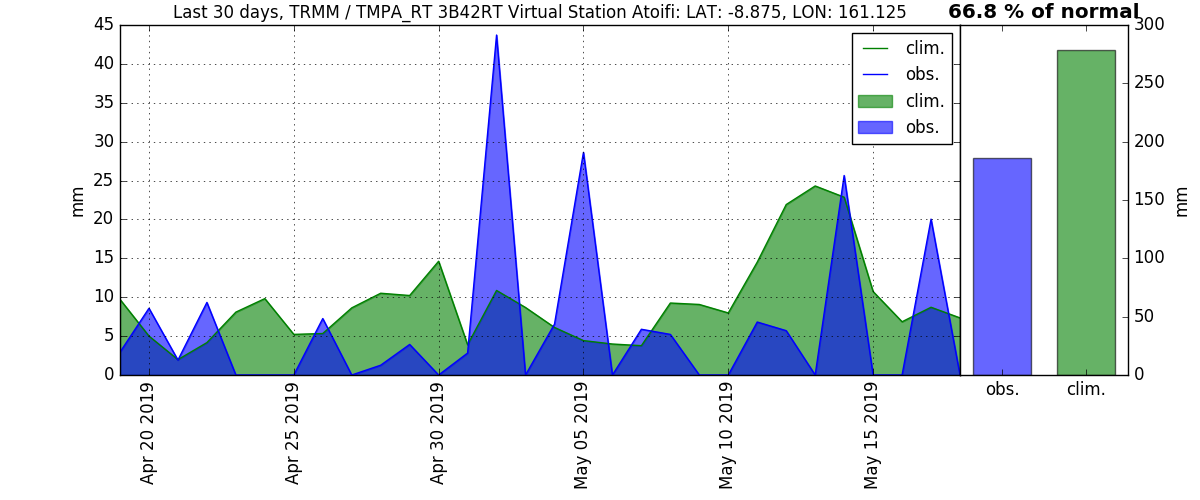 Last 30 days, TRMM / TMPA_RT 3B42RT Virtual Station Atoifi: LAT: -8.875, LON: 161.125
66.8 % of normal
45
40
35
30
25
20
15
10
5
0
mm
clim.
obs.
clim.
obs.
Apr 20 2019
Apr 25 2019
Apr 30 2019
May 05 2019
May 10 2019
May 15 2019
300
250
200
150
100
50
0
mm
obs.
clim.